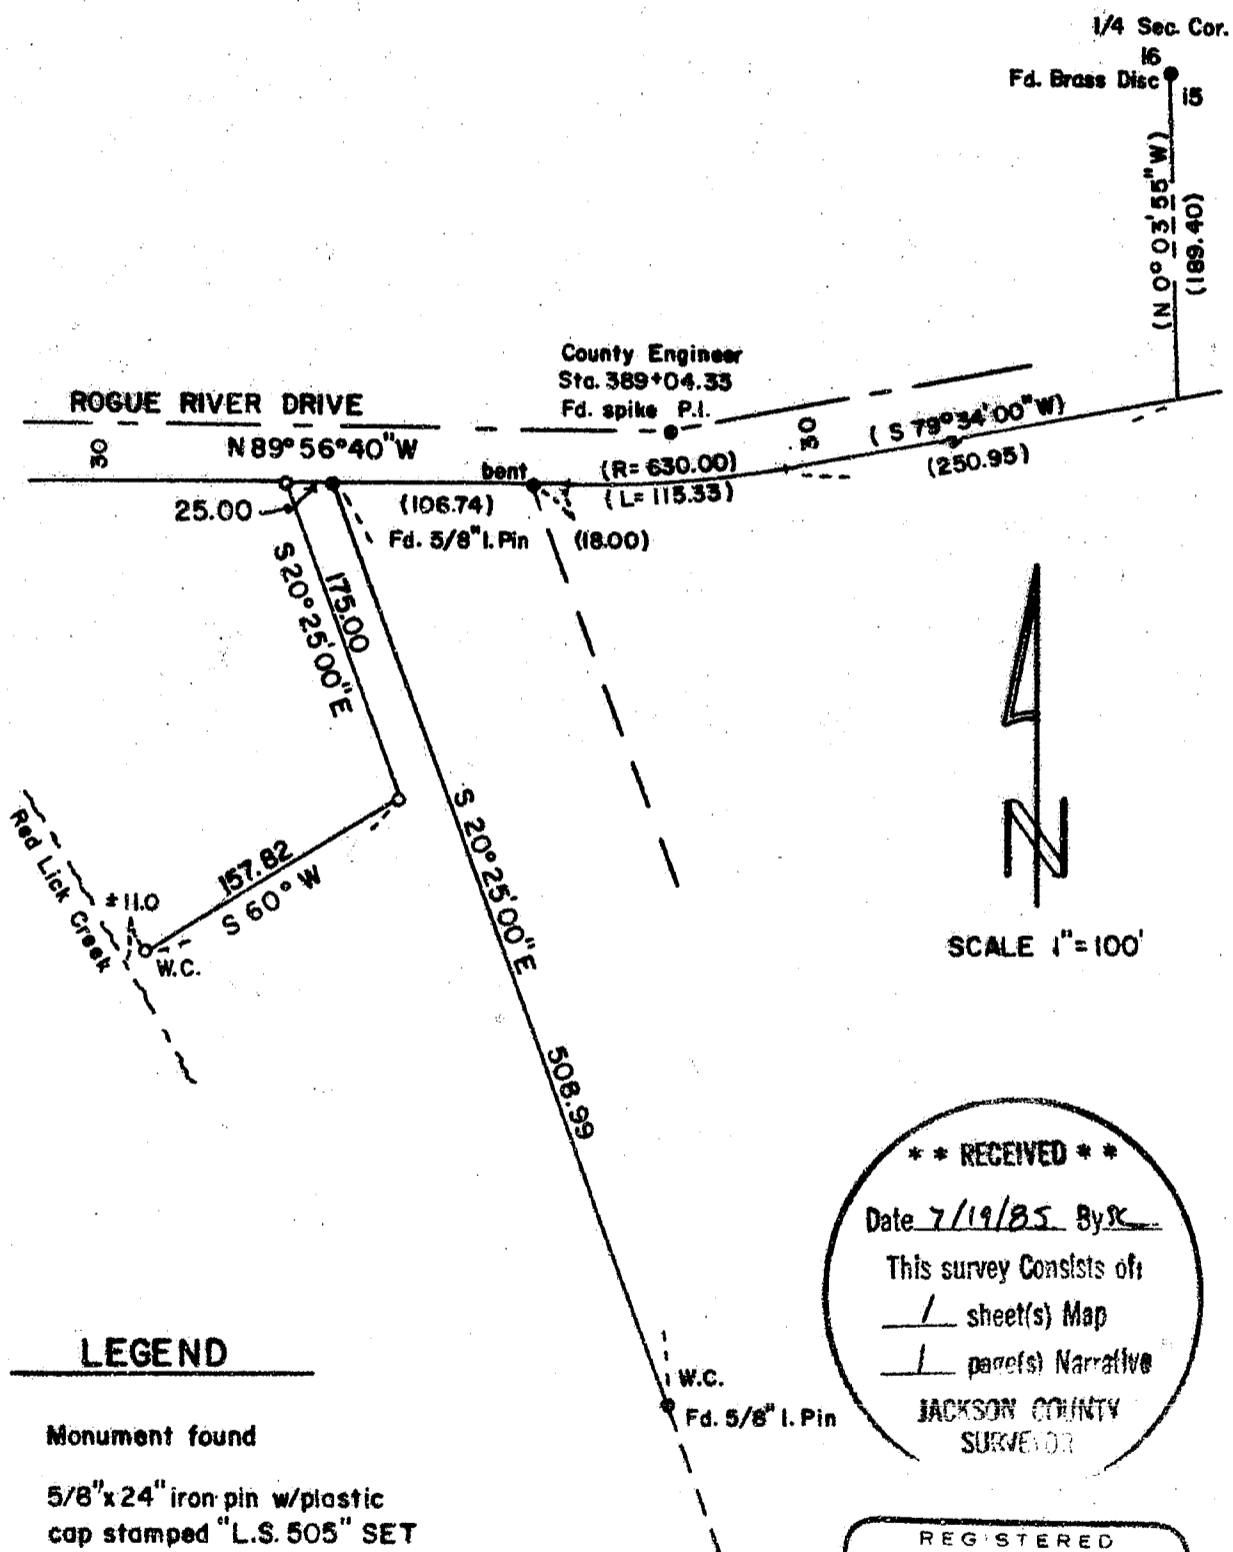 1/4 Sec. Cor.
16
Fd. Brass Disc
15
(N 0° 03' 55" W)
(189.40)
County Engineer
Sta. 389+04.33
Fd. spike P.I.
ROGUE RIVER DRIVE
30
N 89° 56° 40" W
bent
(R= 630.00)
(L= 115.33)
30
( S 79° 34' 00" W)
(250.95)
25.00
(106.74)
Fd. 5/8" I. Pin
(18.00)
S 20° 25' 00" E
175.00
S 20° 25' 00" E
508.99
Red Lick Creek
±11.0
157.82
S 60° W
W.C.
N
SCALE 1"=100'
* * RECEIVED * *
Date 7/19/85 By
This survey Consists of:
1 sheet(s) Map
1 page(s) Narrative
JACKSON COUNTY
SURVEYOR
LEGEND
W.C.
Fd. 5/8" I. Pin
Monument found
5/8"x 24" iron pin w/plastic
cap stamped "L.S. 505" SET
REGISTERED